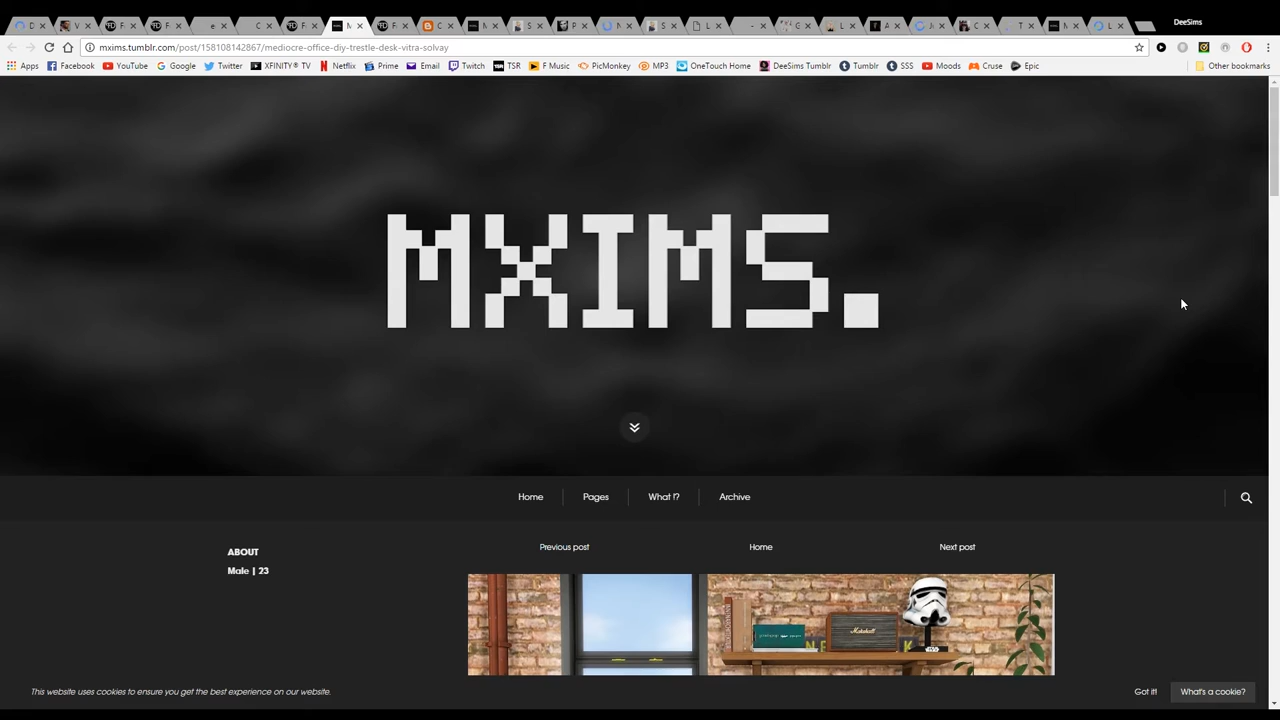 DeeSims
mxims.tumblr.com/post/158108142867/mediocre-office-diy-trestle-desk-vitra-solvay
Apps Facebook YouTube Google Twitter XFINITY® TV Netflix Prime Email Twitch TSR F Music PicMonkey MP3 OneTouch Home DeeSims Tumblr Tumblr SSS Moods Cruse Epic Other bookmarks
MXIMS.
Home Pages What !? Archive
ABOUT
Male | 23
Previous post Home Next post
Marshall
This website uses cookies to ensure you get the best experience on our website.
Got it! What's a cookie?